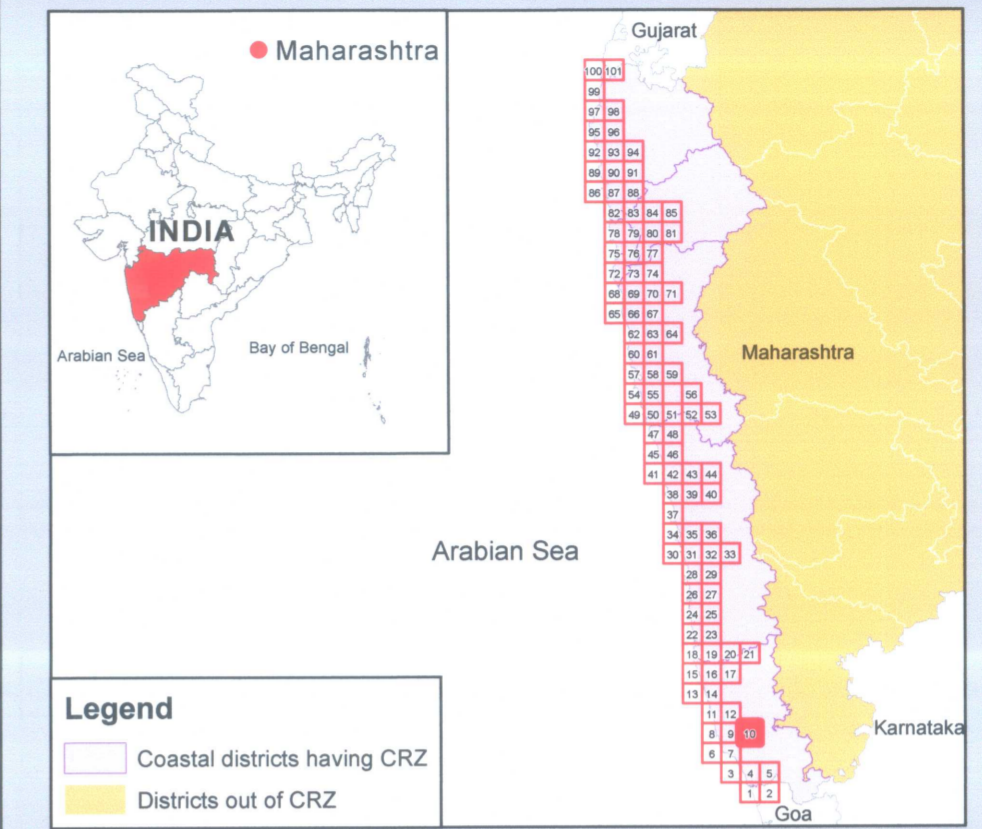 Maharashtra
INDIA
Arabian Sea
Bay of Bengal
Gujarat
100 101
99
97 98
95 96
92 93 94
89 90 91
86 87 88
82 83 84 85
78 79 80 81
75 76 77
72 73 74
68 69 70 71
65 66 67
62 63 64
60 61
Maharashtra
57 58 59
54 55 56
49 50 51 52 53
47 48
45 46
41 42 43 44
38 39 40
37
34 35 36
Arabian Sea
30 31 32 33
28 29
26 27
24 25
22 23
18 19 20 21
15 16 17
13 14
11 12
Karnataka
8 9 10
6 7
3 4 5
1 2
Goa
Legend
Coastal districts having CRZ
Districts out of CRZ